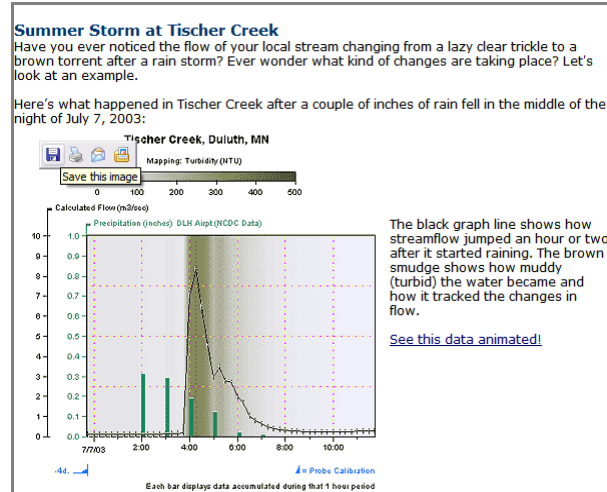 Summer Storm at Tischer Creek
Have you ever noticed the flow of your local stream changing from a lazy clear trickle to a
brown torrent after a rain storm? Ever wonder what kind of changes are taking place? Let's
look at an example.
Here's what happened in Tischer Creek after a couple of inches of rain fell in the middle of the
night of July 7, 2003:
Tischer Creek, Duluth, MN
Mapping: Turbidity (NTU)
Save this image
0 100 200 300 400 500
Calculated Flow (m3/sec)
Precipitation (inches) DLH Airpt (NCDC Data)
10 1.0
9 0.9
8 0.8
7 0.7
6 0.6
5 0.5
4 0.4
3 0.3
2 0.2
1 0.1
0 0.0
7/7/03 2:00 4:00 6:00 8:00 10:00
-4d.
= Probe Calibration
Each bar displays data accumulated during that 1 hour period
The black graph line shows how
streamflow jumped an hour or two
after it started raining. The brown
smudge shows how muddy
(turbid) the water became and
how it tracked the changes in
flow.
See this data animated!